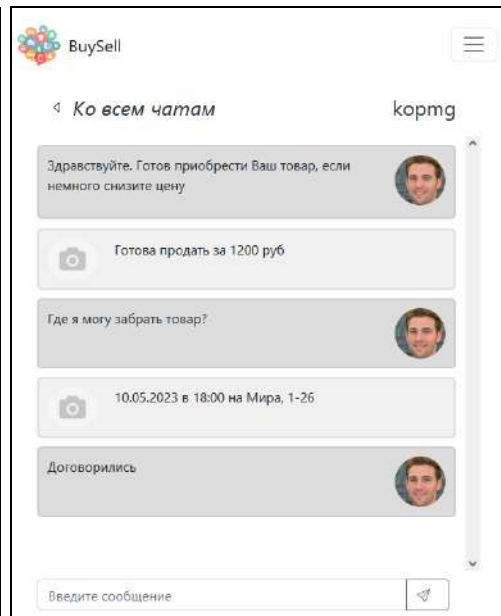 BuySell
Ко всем чатам kopmg
Здравствуйте. Готов приобрести Ваш товар, если
немного снизите цену
Готова продать за 1200 руб
Где я могу забрать товар?
10.05.2023 в 18:00 на Мира, 1-26
Договорились
Введите сообщение